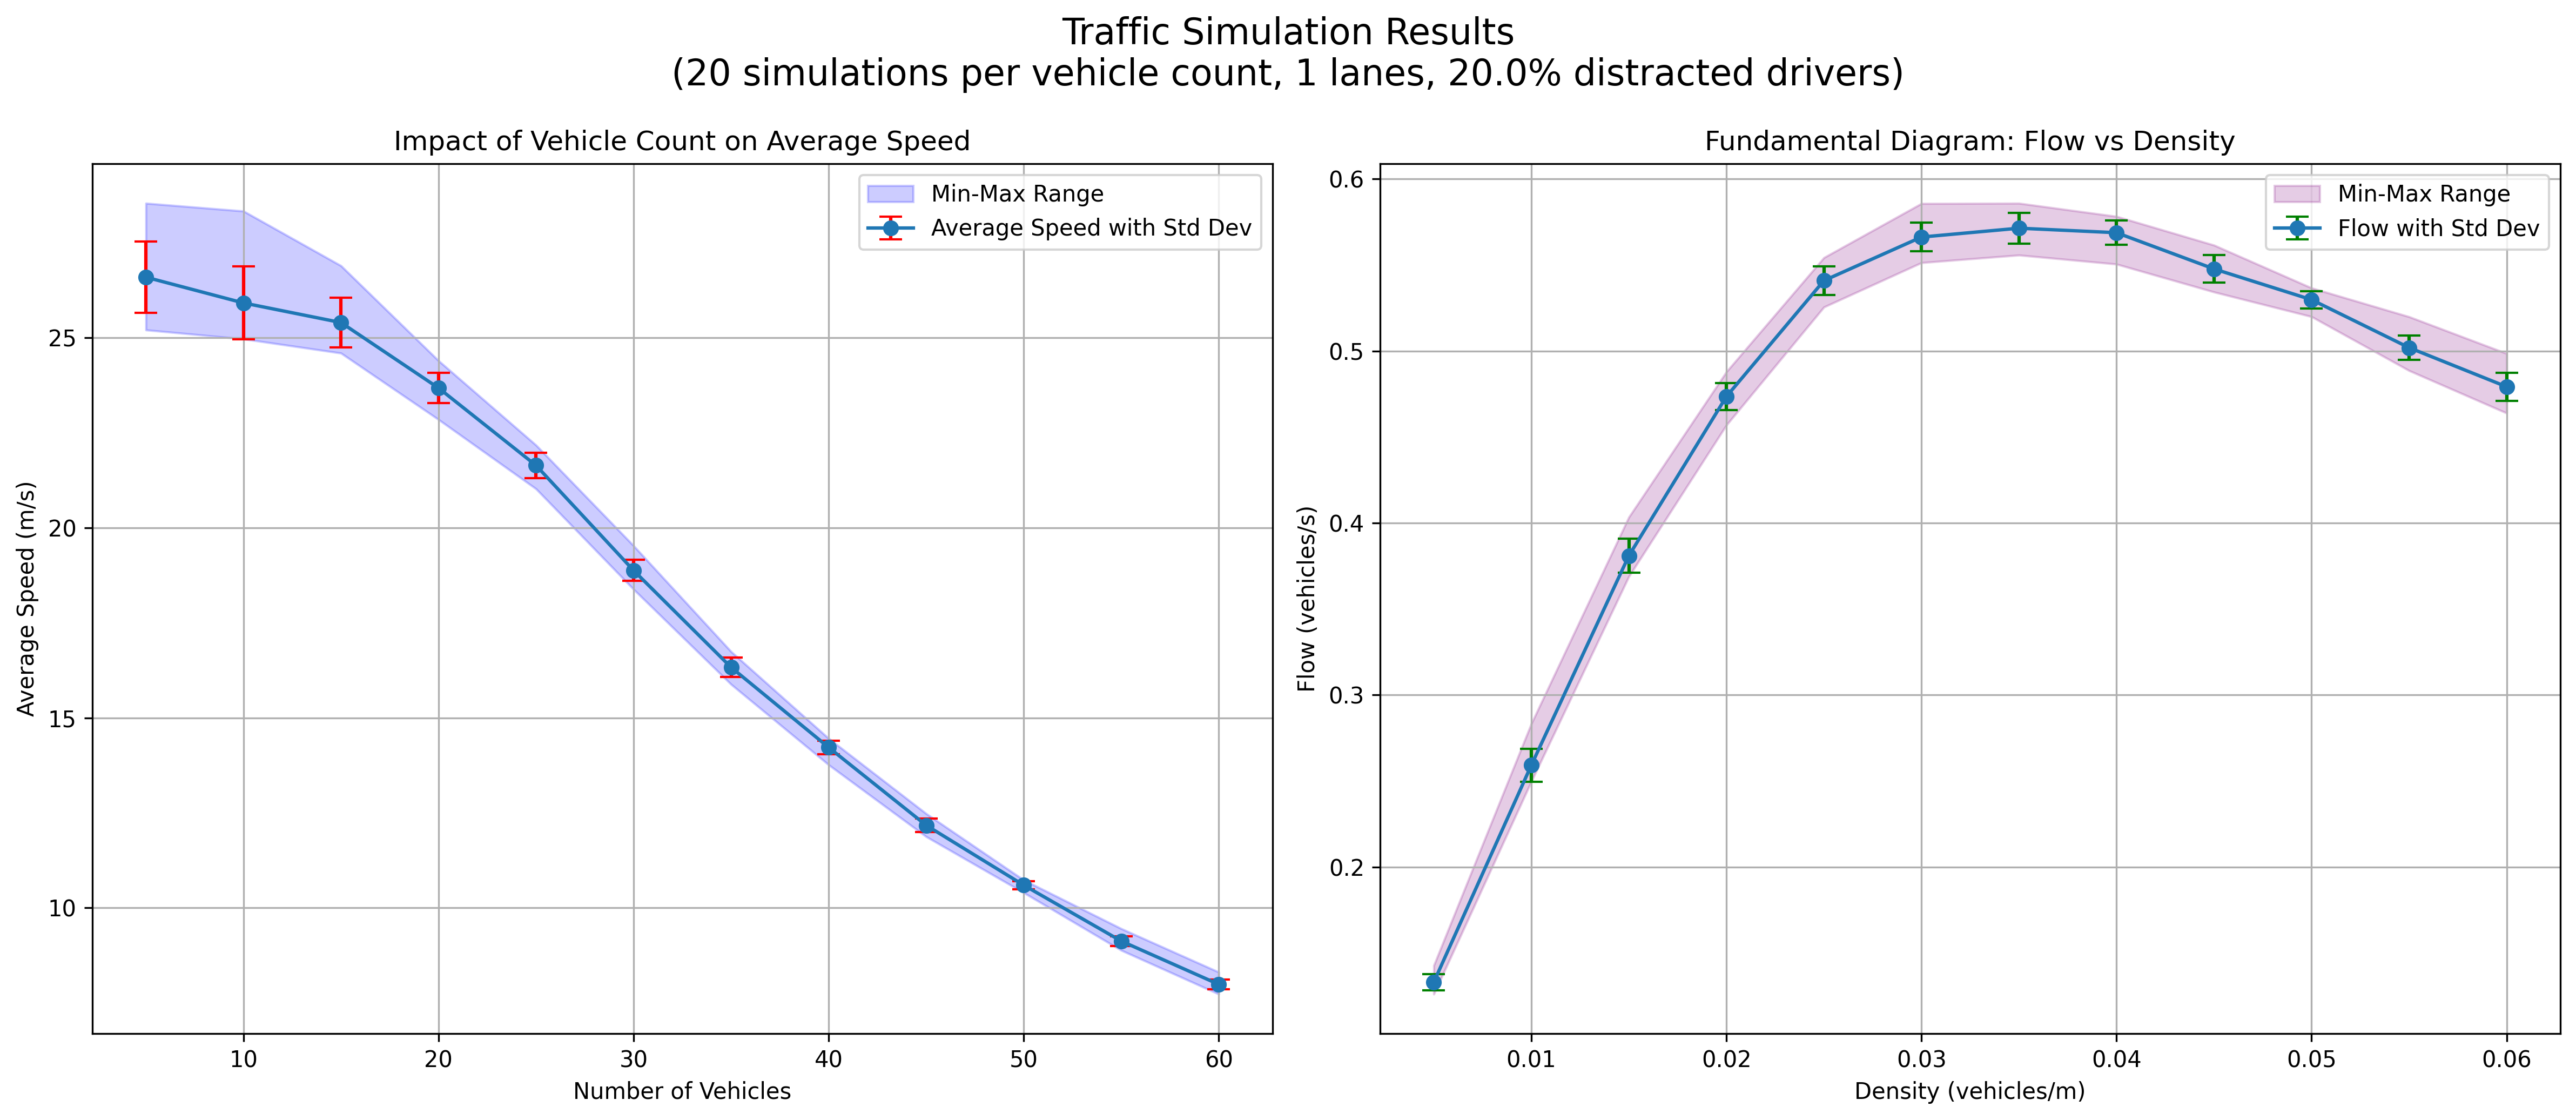 Traffic Simulation Results
(20 simulations per vehicle count, 1 lanes, 20.0% distracted drivers)
Impact of Vehicle Count on Average Speed
Min-Max Range
Average Speed with Std Dev
Average Speed (m/s)
25
20
15
10
10
20
30
40
50
60
Number of Vehicles
Fundamental Diagram: Flow vs Density
Min-Max Range
Flow with Std Dev
Flow (vehicles/s)
0.6
0.5
0.4
0.3
0.2
0.01
0.02
0.03
0.04
0.05
0.06
Density (vehicles/m)